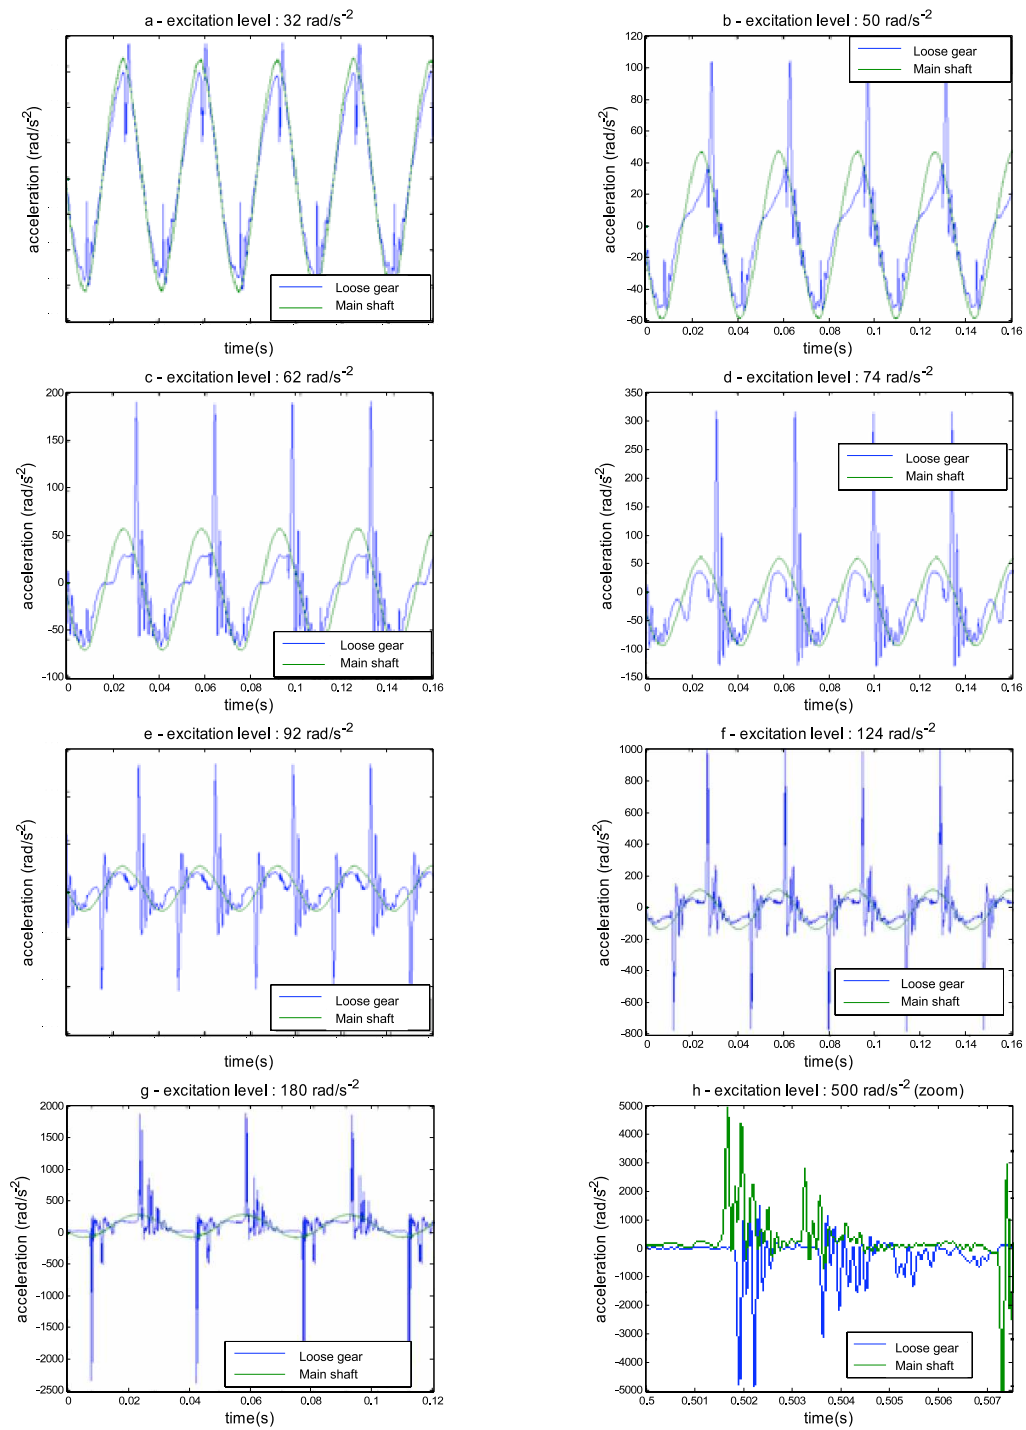 a - excitation level : 32 rad/s-2
acceleration (rad/s-2)
Loose gear
Main shaft
time(s)
b - excitation level : 50 rad/s-2
acceleration (rad/s-2)
120
100
80
60
40
20
0
-20
-40
-60
Loose gear
Main shaft
0 0.02 0.04 0.06 0.08 0.1 0.12 0.14 0.16
time(s)
c - excitation level : 62 rad/s-2
acceleration (rad/s-2)
200
150
100
50
0
-50
-100
Loose gear
Main shaft
0 0.02 0.04 0.06 0.08 0.1 0.12 0.14 0.16
time(s)
d - excitation level : 74 rad/s-2
acceleration (rad/s-2)
350
300
250
200
150
100
50
0
-50
-100
-150
Loose gear
Main shaft
0 0.02 0.04 0.06 0.08 0.1 0.12 0.14 0.16
time(s)
e - excitation level : 92 rad/s-2
acceleration (rad/s-2)
Loose gear
Main shaft
time(s)
f - excitation level : 124 rad/s-2
acceleration (rad/s-2)
1000
800
600
400
200
0
-200
-400
-600
-800
Loose gear
Main shaft
0 0.02 0.04 0.06 0.08 0.1 0.12 0.14 0.16
time(s)
g - excitation level : 180 rad/s-2
acceleration (rad/s-2)
2000
1500
1000
500
0
-500
-1000
-1500
-2000
-2500
Loose gear
Main shaft
0 0.02 0.04 0.06 0.08 0.1 0.12
time(s)
h - excitation level : 500 rad/s-2 (zoom)
acceleration (rad/s-2)
5000
4000
3000
2000
1000
0
-1000
-2000
-3000
-4000
-5000
Loose gear
Main shaft
0.5 0.501 0.502 0.503 0.504 0.505 0.506 0.507
time(s)